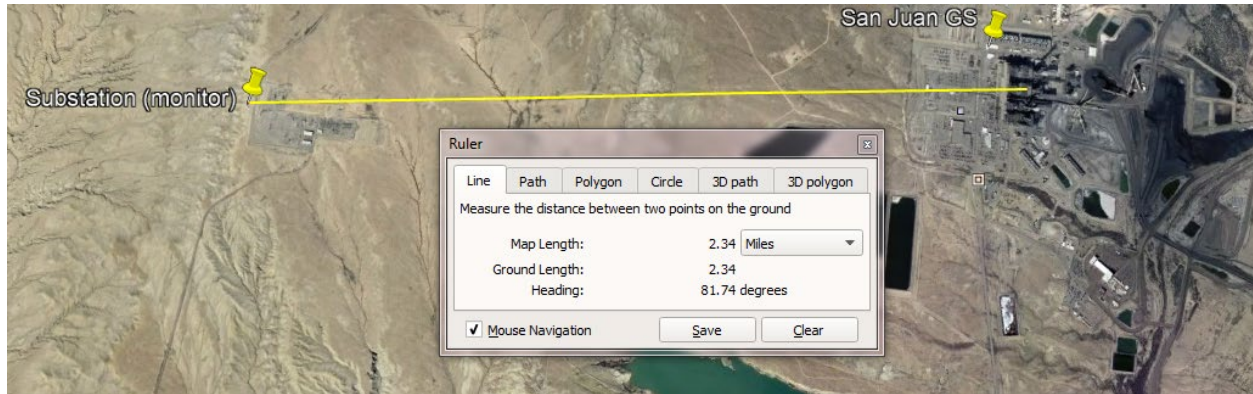 San Juan GS
Substation (monitor)
Ruler
Line Path Polygon Circle 3D path 3D polygon
Measure the distance between two points on the ground
Map Length: 2.34 Miles
Ground Length: 2.34
Heading: 81.74 degrees
Mouse Navigation Save Clear